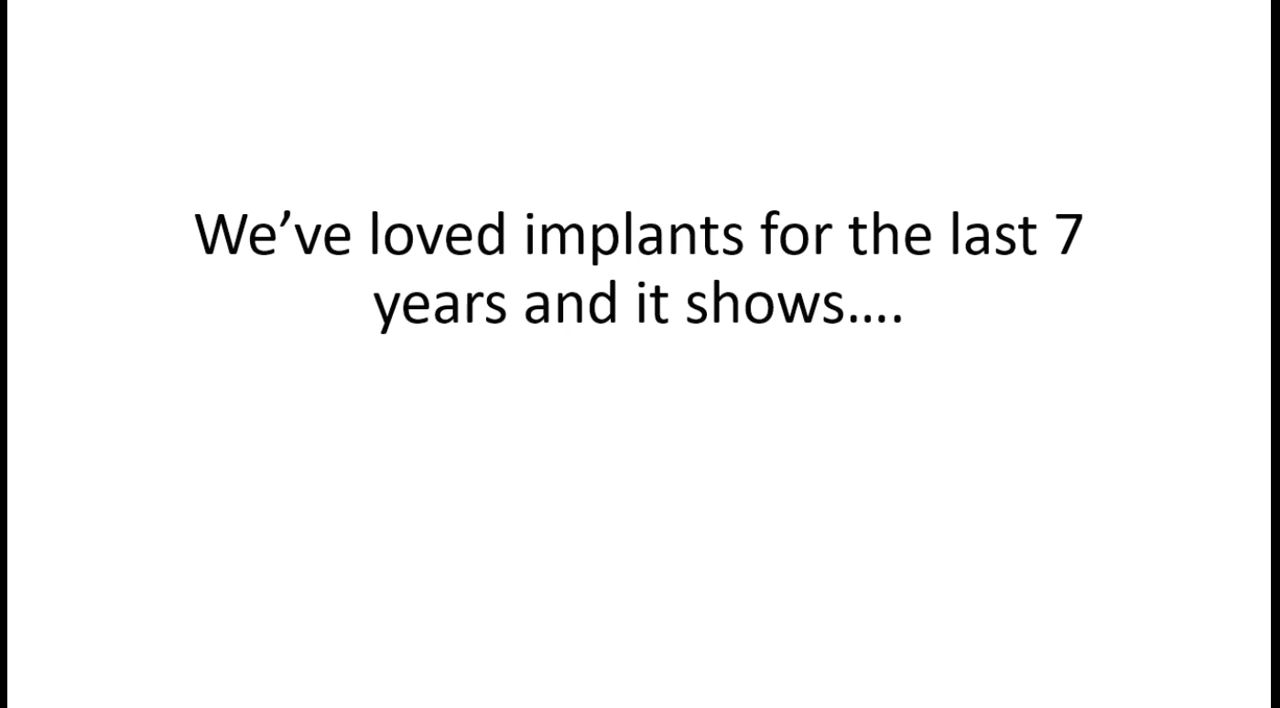 We’ve loved implants for the last 7
years and it shows….